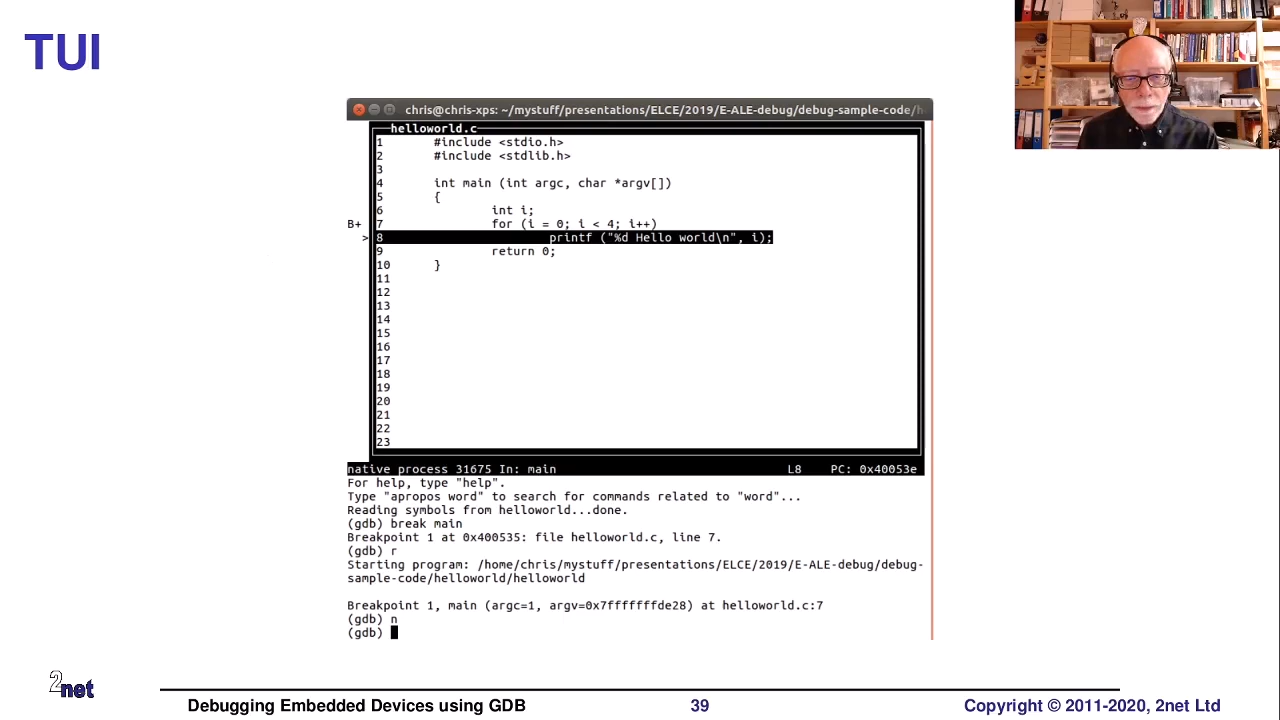 TUI
chris@chris-xps: ~/mystuff/presentations/ELCE/2019/E-ALE-debug/debug-sample-code/h
helloworld.c
1 #include <stdio.h>
2 #include <stdlib.h>
3
4 int main (int argc, char *argv[])
5 {
6 int i;
B+ 7 for (i = 0; i < 4; i++)
> 8 printf ("%d Hello world\n", i);
9 return 0;
10 }
11
12
13
14
15
16
17
18
19
20
21
22
23
native process 31675 In: main L8 PC: 0x40053e
For help, type "help".
Type "apropos word" to search for commands related to "word"...
Reading symbols from helloworld...done.
(gdb) break main
Breakpoint 1 at 0x400535: file helloworld.c, line 7.
(gdb) r
Starting program: /home/chris/mystuff/presentations/ELCE/2019/E-ALE-debug/debug-
sample-code/helloworld/helloworld
Breakpoint 1, main (argc=1, argv=0x7fffffffde28) at helloworld.c:7
(gdb) n
(gdb)
2net
Debugging Embedded Devices using GDB 39 Copyright © 2011-2020, 2net Ltd